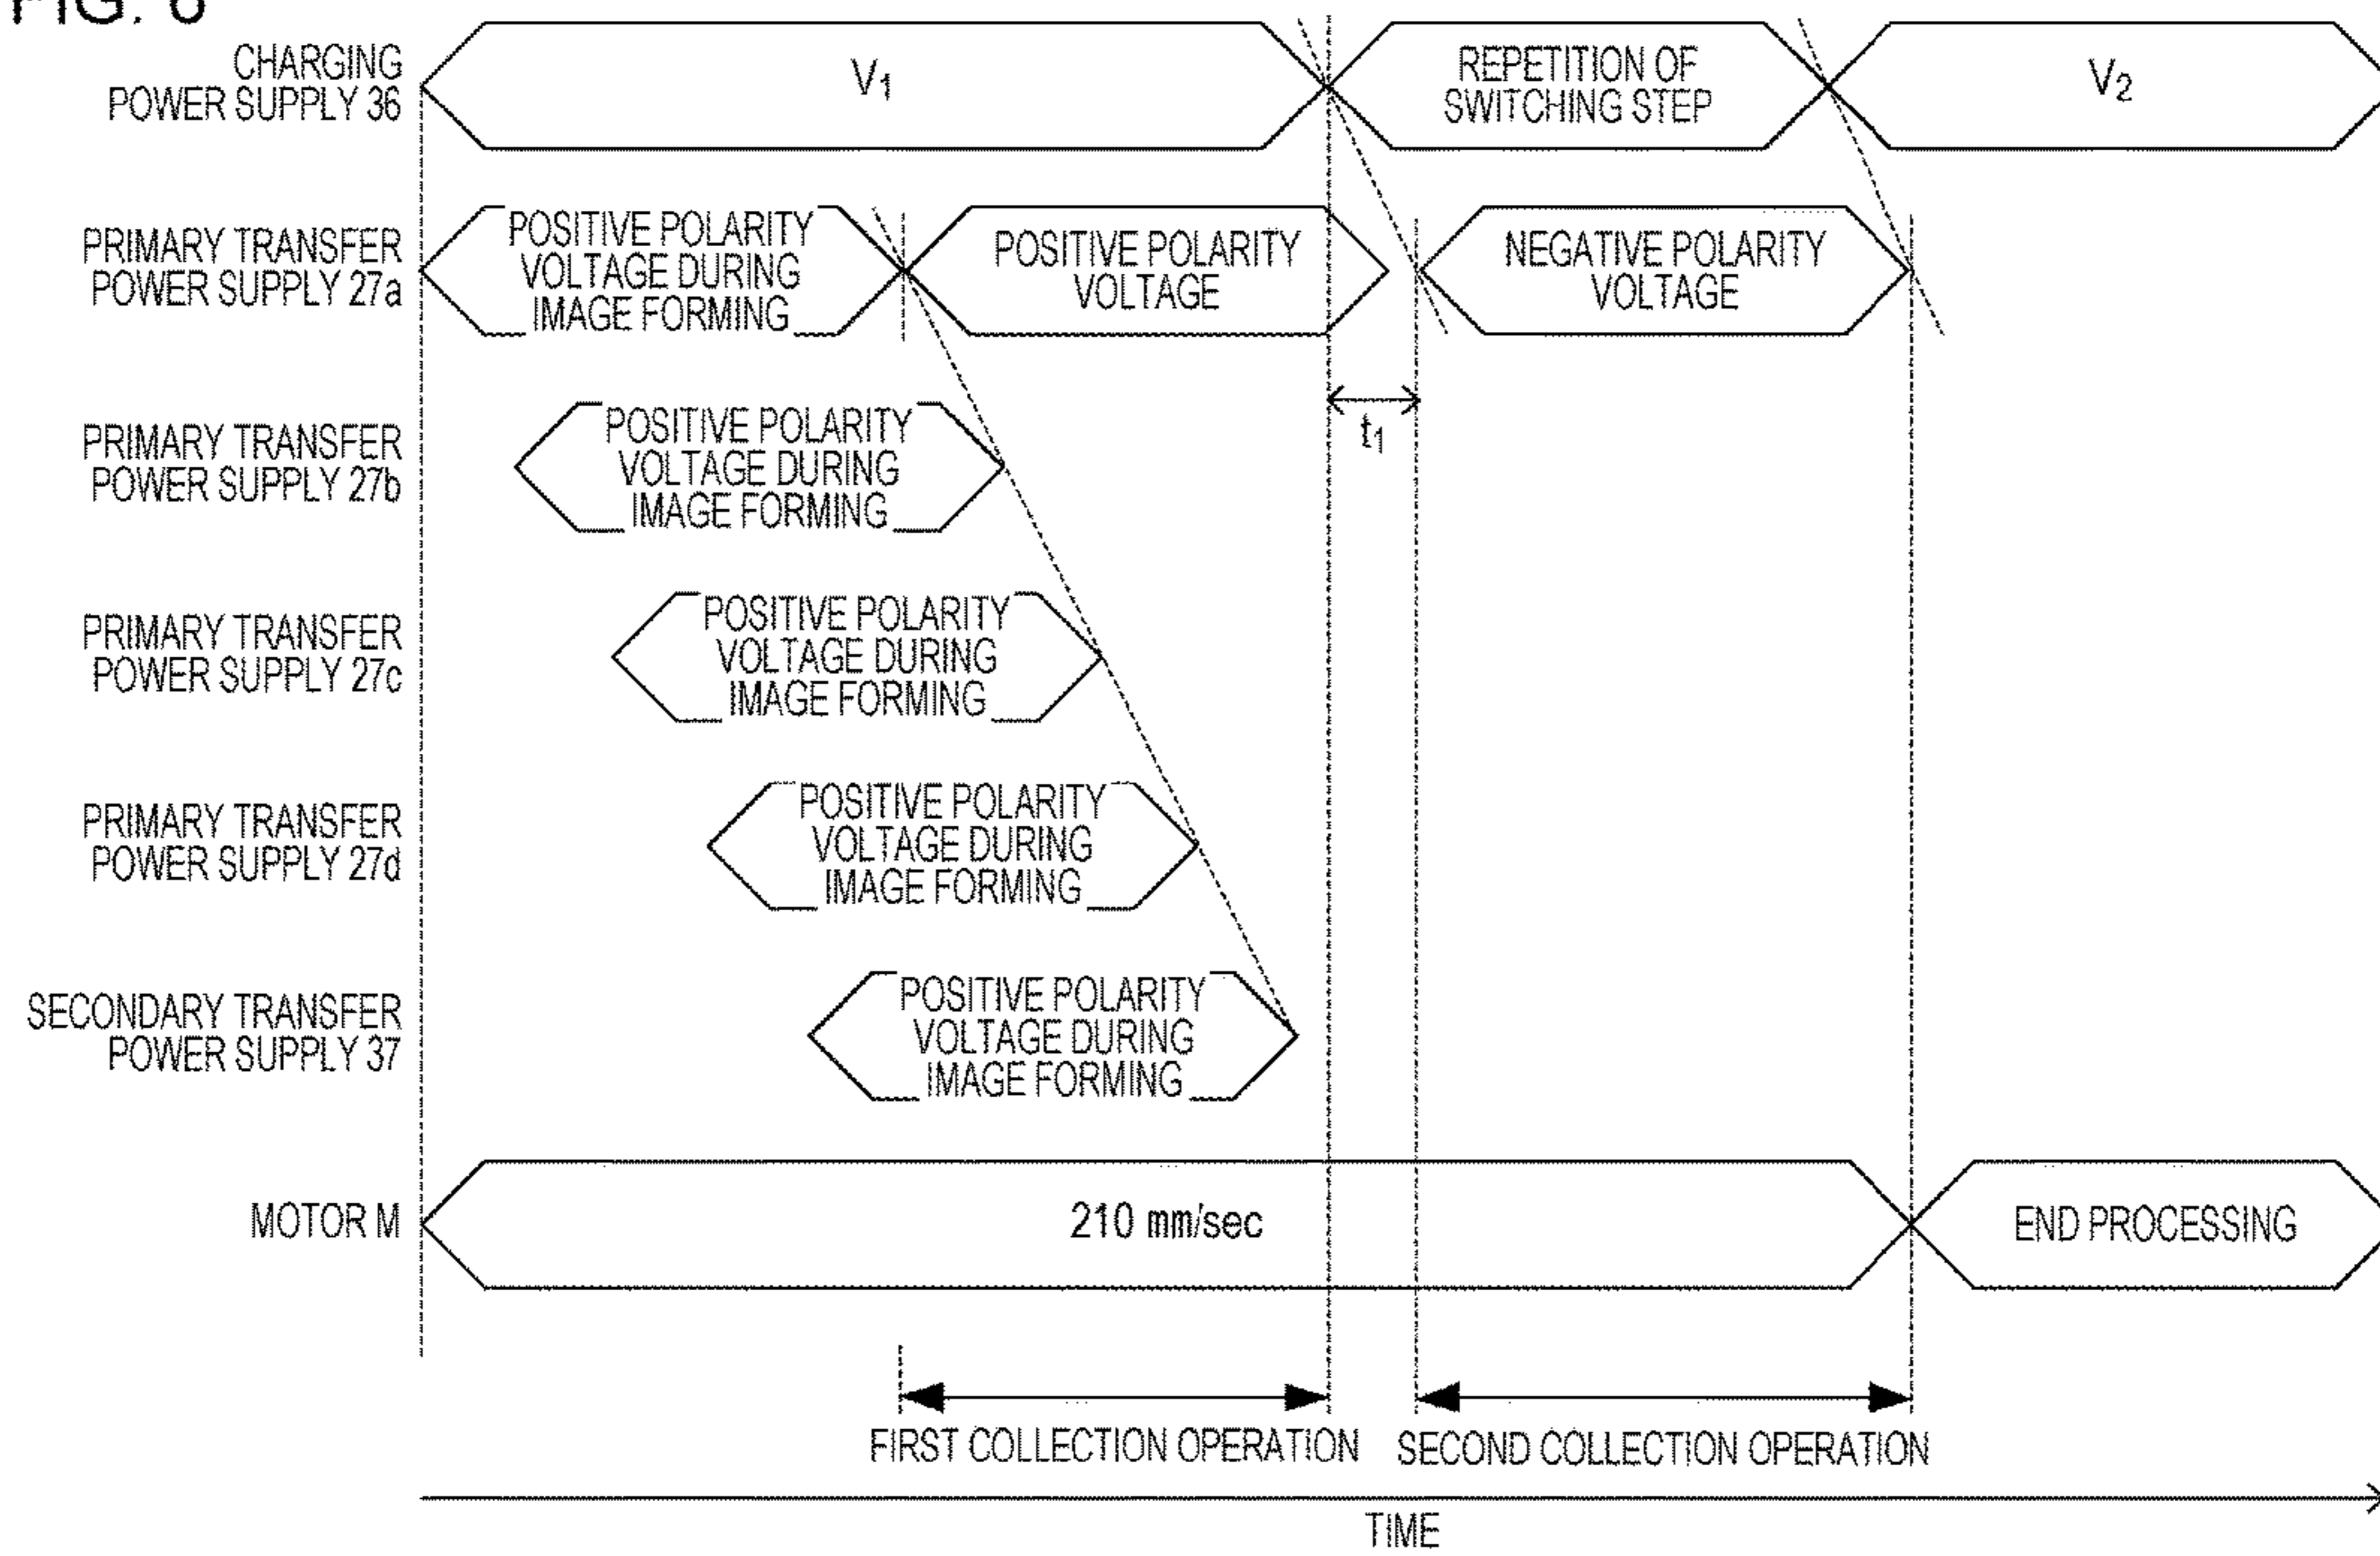 FIG.
CHARGING
POWER SUPPLY 36
V1
REPETITION OF
SWITCHING STEP
V2
PRIMARY TRANSFER
POWER SUPPLY 27a
POSITIVE POLARITY
VOLTAGE DURING
IMAGE FORMING
POSITIVE POLARITY
VOLTAGE
NEGATIVE POLARITY
VOLTAGE
t1
PRIMARY TRANSFER
POWER SUPPLY 27b
POSITIVE POLARITY
VOLTAGE DURING
IMAGE FORMING
PRIMARY TRANSFER
POWER SUPPLY 27c
POSITIVE POLARITY
VOLTAGE DURING
IMAGE FORMING
PRIMARY TRANSFER
POWER SUPPLY 27d
POSITIVE POLARITY
VOLTAGE DURING
IMAGE FORMING
SECONDARY TRANSFER
POWER SUPPLY 37
POSITIVE POLARITY
VOLTAGE DURING
IMAGE FORMING
MOTOR M
210 mm/sec
END PROCESSING
FIRST COLLECTION OPERATION
SECOND COLLECTION OPERATION
TIME